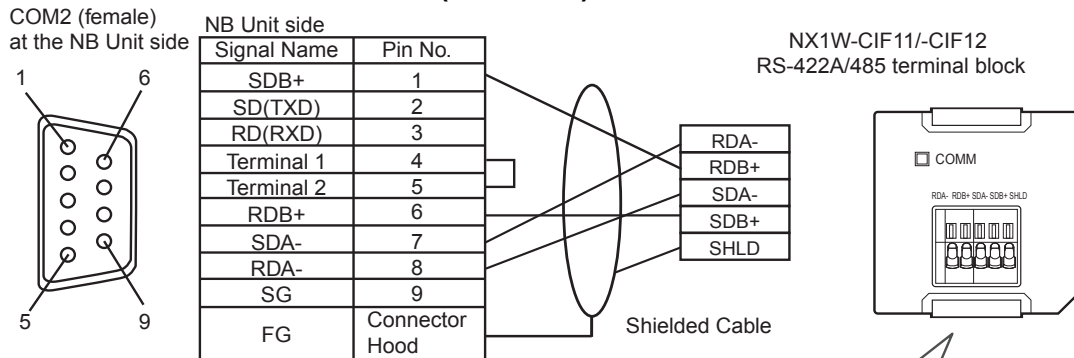 COM2 (female)
at the NB Unit side
1
6
5
9
NB Unit side
Signal Name Pin No.
SDB+ 1
SD(TXD) 2
RD(RXD) 3
Terminal 1 4
Terminal 2 5
RDB+ 6
SDA- 7
RDA- 8
SG 9
FG Connector Hood
RDA-
RDB+
SDA-
SDB+
SHLD
Shielded Cable
NX1W-CIF11/-CIF12
RS-422A/485 terminal block
COMM
RDA- RDB+ SDA- SDB+ SHLD